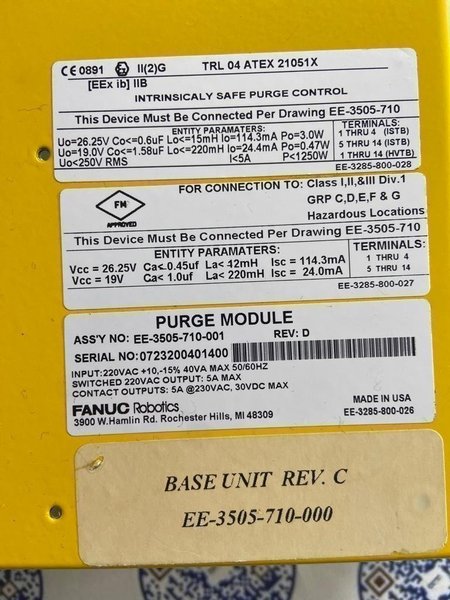 CE 0891 Ex II(2)G TRL 04 ATEX 21051X
[EEx ib] IIB
INTRINSICALY SAFE PURGE CONTROL
This Device Must Be Connected Per Drawing EE-3505-710
ENTITY PARAMATERS:
TERMINALS:
Uo=26.25V Co<=0.6uF Lo<=15mH Io=114.3mA Po=3.0W 1 THRU 4 (ISTB)
Uo=19.0V Co<=1.58uF Lo<=220mH Io=24.4mA Po=0.47W 5 THRU 14 (ISTB)
Uo<250V RMS I<5A P<1250W 1 THRU 14 (HVTB)
EE-3285-800-028
FM
APPROVED
FOR CONNECTION TO: Class I,II,&III Div.1
GRP C,D,E,F & G
Hazardous Locations
This Device Must Be Connected Per Drawing EE-3505-710
ENTITY PARAMATERS:
TERMINALS:
Vcc = 26.25V Ca<0.45uf La< 42mH Isc = 114.3mA 1 THRU 4
Vcc = 19V Ca< 1.0uf La< 220mH Isc = 24.0mA 5 THRU 14
EE-3285-800-027
PURGE MODULE
ASS'Y NO: EE-3505-710-001 REV: D
SERIAL NO:0723200401400
INPUT:220VAC +10,-15% 40VA MAX 50/60HZ
SWITCHED 220VAC OUTPUT: 5A MAX
CONTACT OUTPUTS: 5A @230VAC, 30VDC MAX
FANUC Robotics MADE IN USA
3900 W.Hamlin Rd. Rochester Hills, MI 48309 EE-3285-800-026
BASE UNIT REV. C
EE-3505-710-000